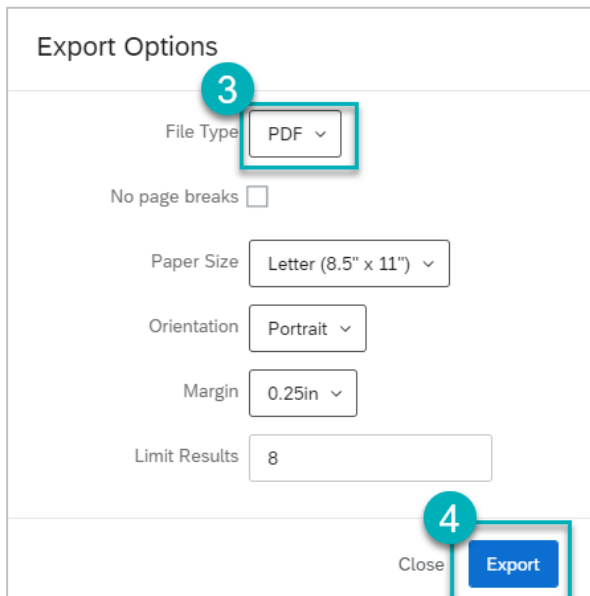 Export Options
3
File Type PDF
No page breaks
Paper Size Letter (8.5" x 11")
Orientation Portrait
Margin 0.25in
Limit Results 8
4
Close Export